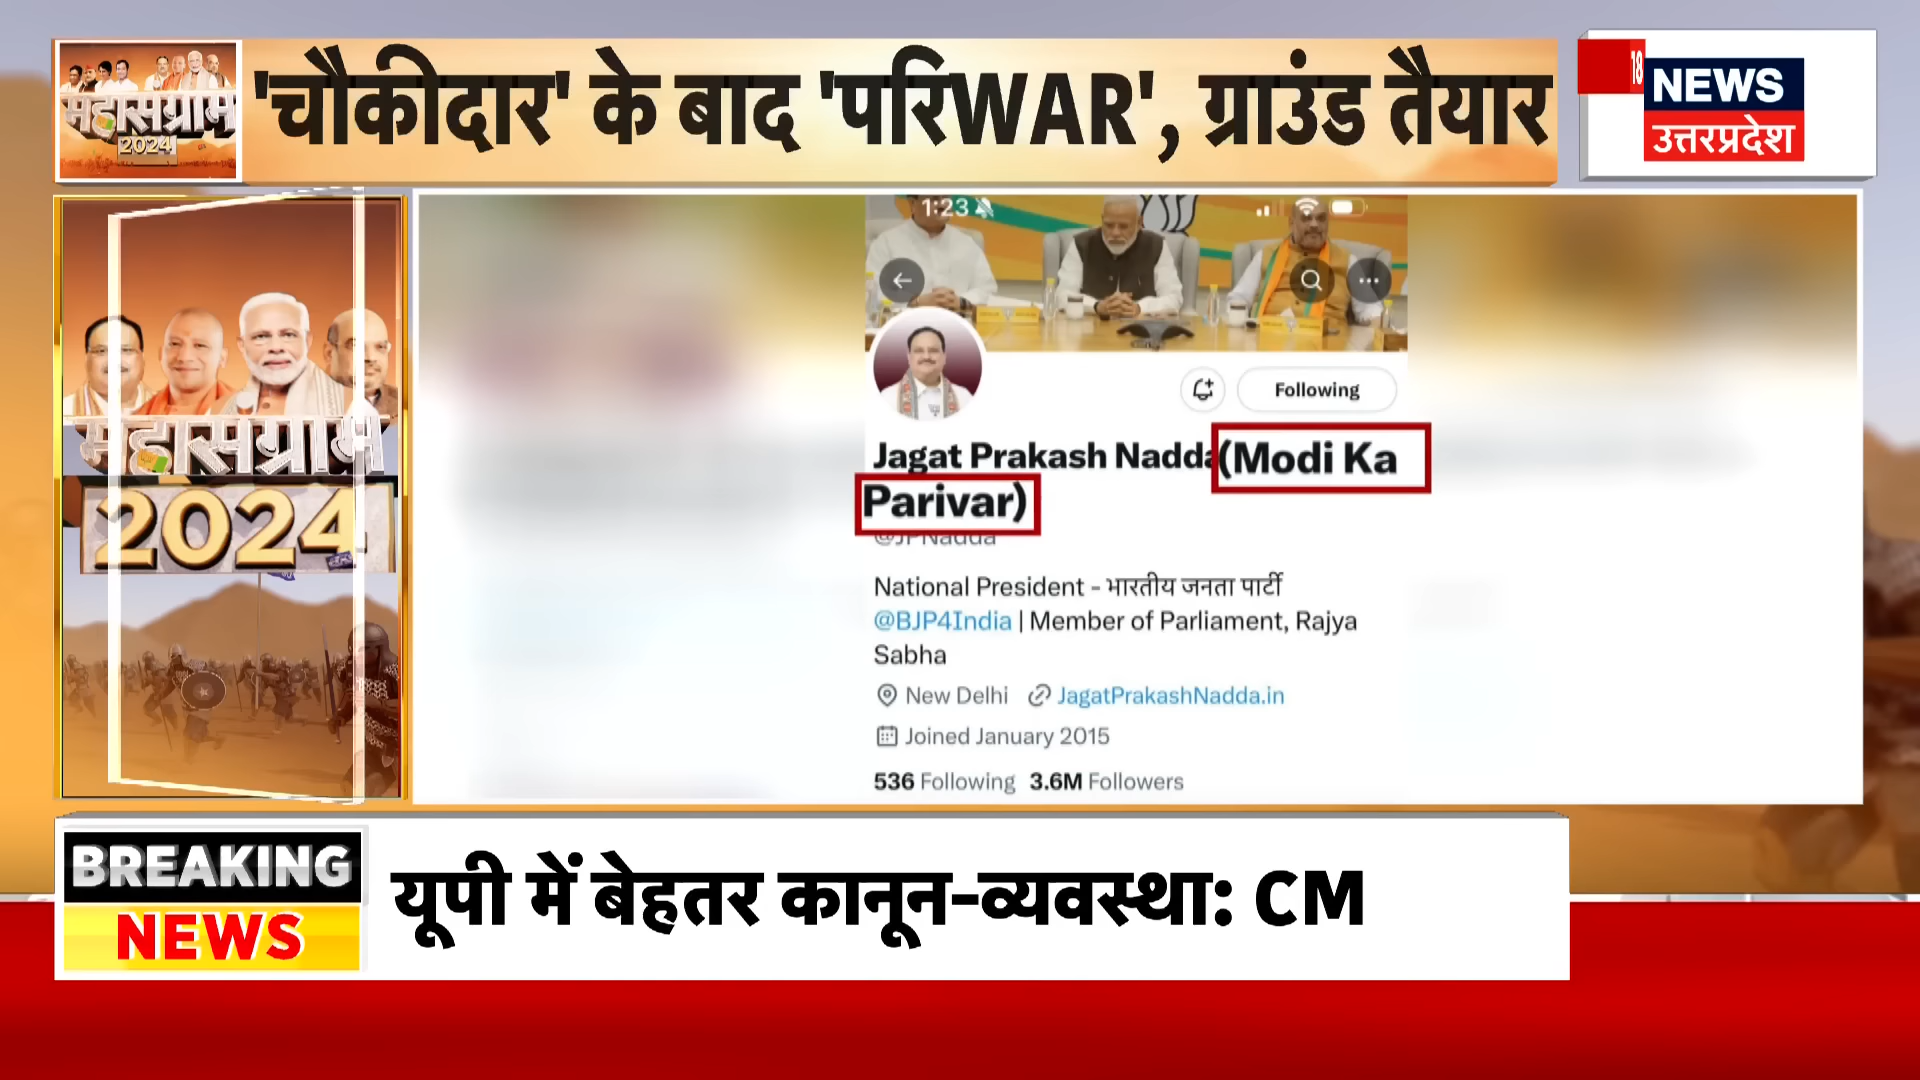 'चौकीदार' के बाद 'परिWAR', ग्राउंड तैयार
महासंग्राम
2024
18
NEWS
उत्तरप्रदेश
महासंग्राम
2024
1:23
Following
Jagat Prakash Nadda (Modi Ka
Parivar)
@JPNadda
National President - भारतीय जनता पार्टी
@BJP4India | Member of Parliament, Rajya
Sabha
New Delhi JagatPrakashNadda.in
Joined January 2015
536 Following 3.6M Followers
BREAKING
NEWS
यूपी में बेहतर कानून-व्यवस्था: CM